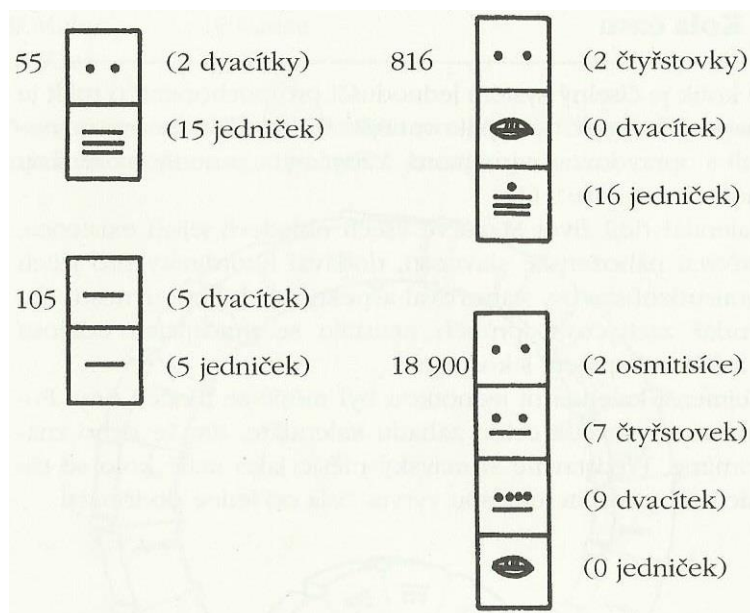 55 (2 dvacítky)
(15 jedniček)
105 (5 dvacítek)
(5 jedniček)
816 (2 čtyřstovky)
(0 dvacítek)
(16 jedniček)
18 900 (2 osmitisíce)
(7 čtyřstovek)
(9 dvacítek)
(0 jedniček)